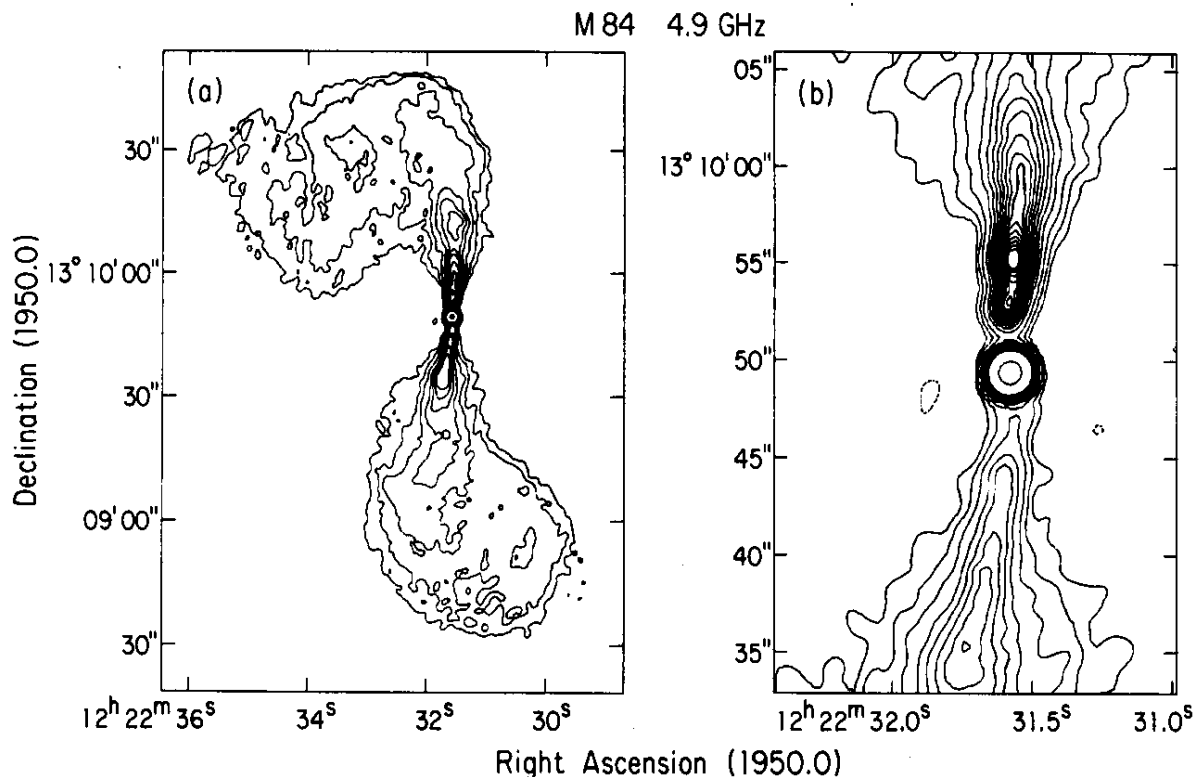 M 84 4.9 GHz
(a)
30"
13° 10' 00"
30"
09' 00"
30"
12ʰ 22ᵐ 36ˢ 34ˢ 32ˢ 30ˢ
Declination (1950.0)
(b)
05"
13° 10' 00"
55"
50"
45"
40"
35"
12ʰ 22ᵐ 32.0ˢ 31.5ˢ 31.0ˢ
Right Ascension (1950.0)